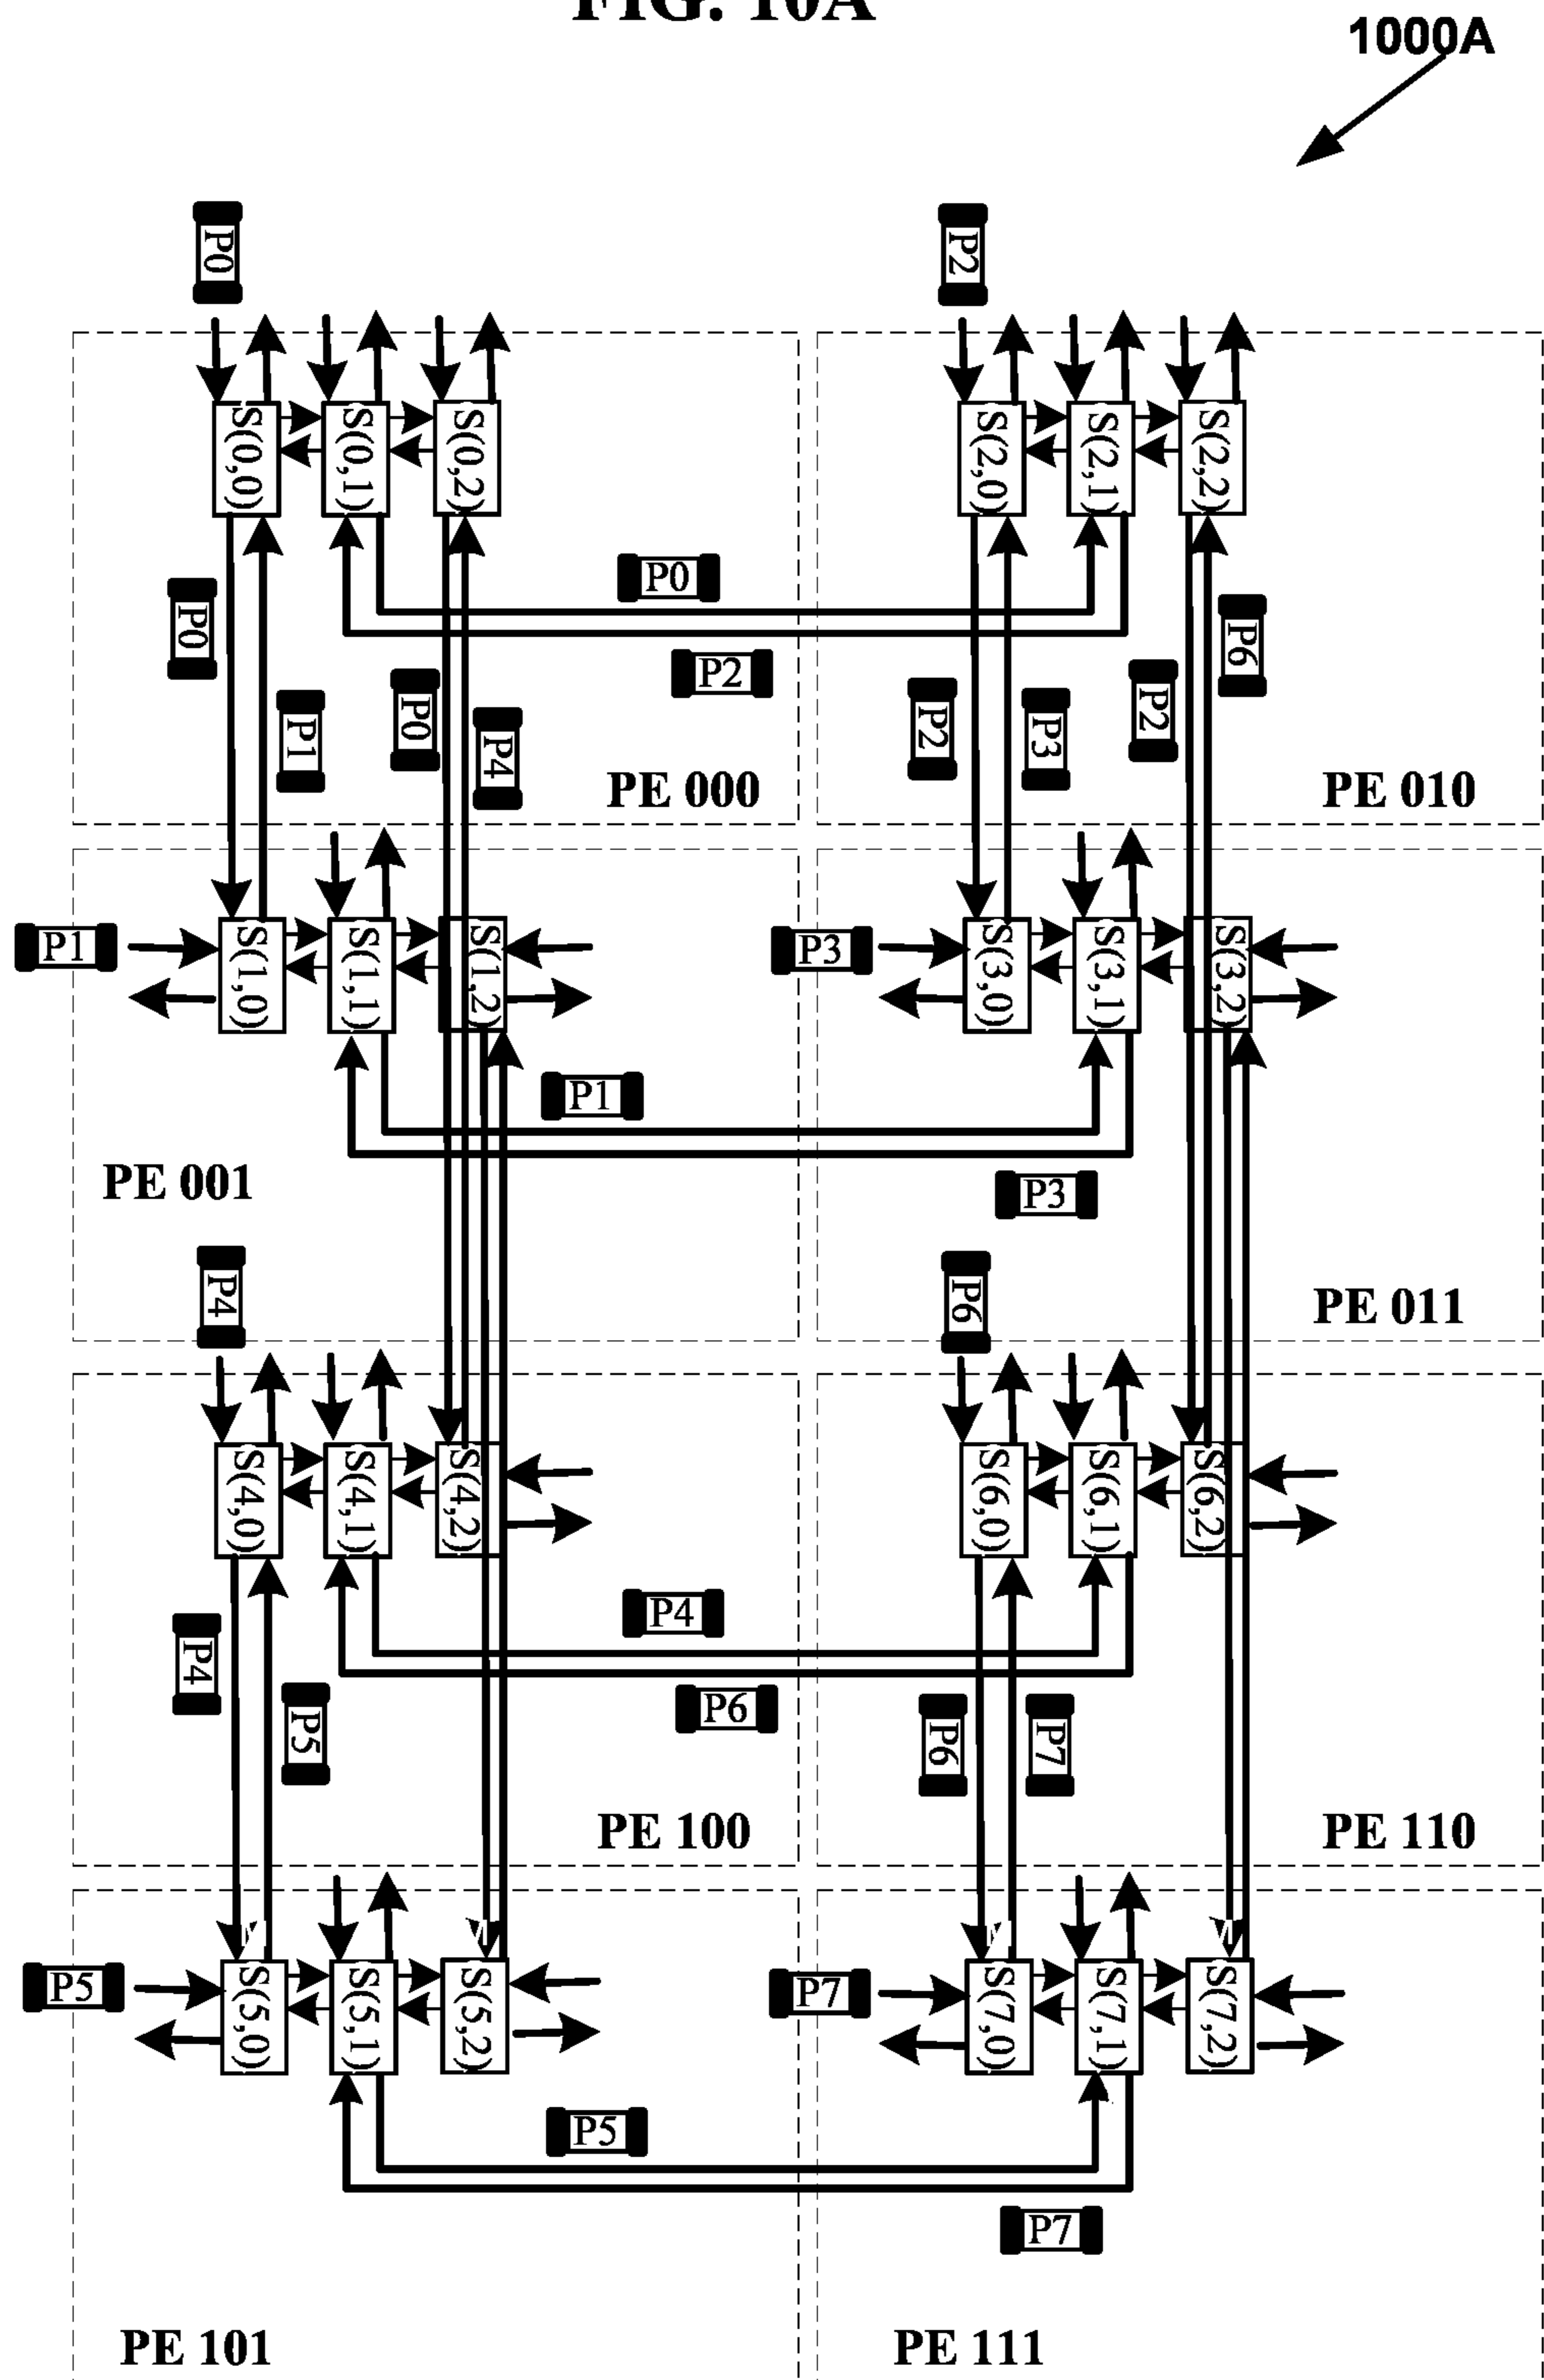 FIG. 10A
1000A
P0
P2
S(0,0)
S(0,1)
S(0,2)
S(2,0)
S(2,1)
S(2,2)
P0
P0
P6
P2
P1
P0
P4
P2
P3
P2
PE 000
PE 010
P1
S(1,0)
S(1,1)
S(1,2)
P3
S(3,0)
S(3,1)
S(3,2)
P1
PE 001
P3
P4
P6
PE 011
S(4,0)
S(4,1)
S(4,2)
S(6,0)
S(6,1)
S(6,2)
P4
P4
P6
P5
P6
P7
PE 100
PE 110
P5
S(5,0)
S(5,1)
S(5,2)
P7
S(7,0)
S(7,1)
S(7,2)
P5
P7
PE 101
PE 111